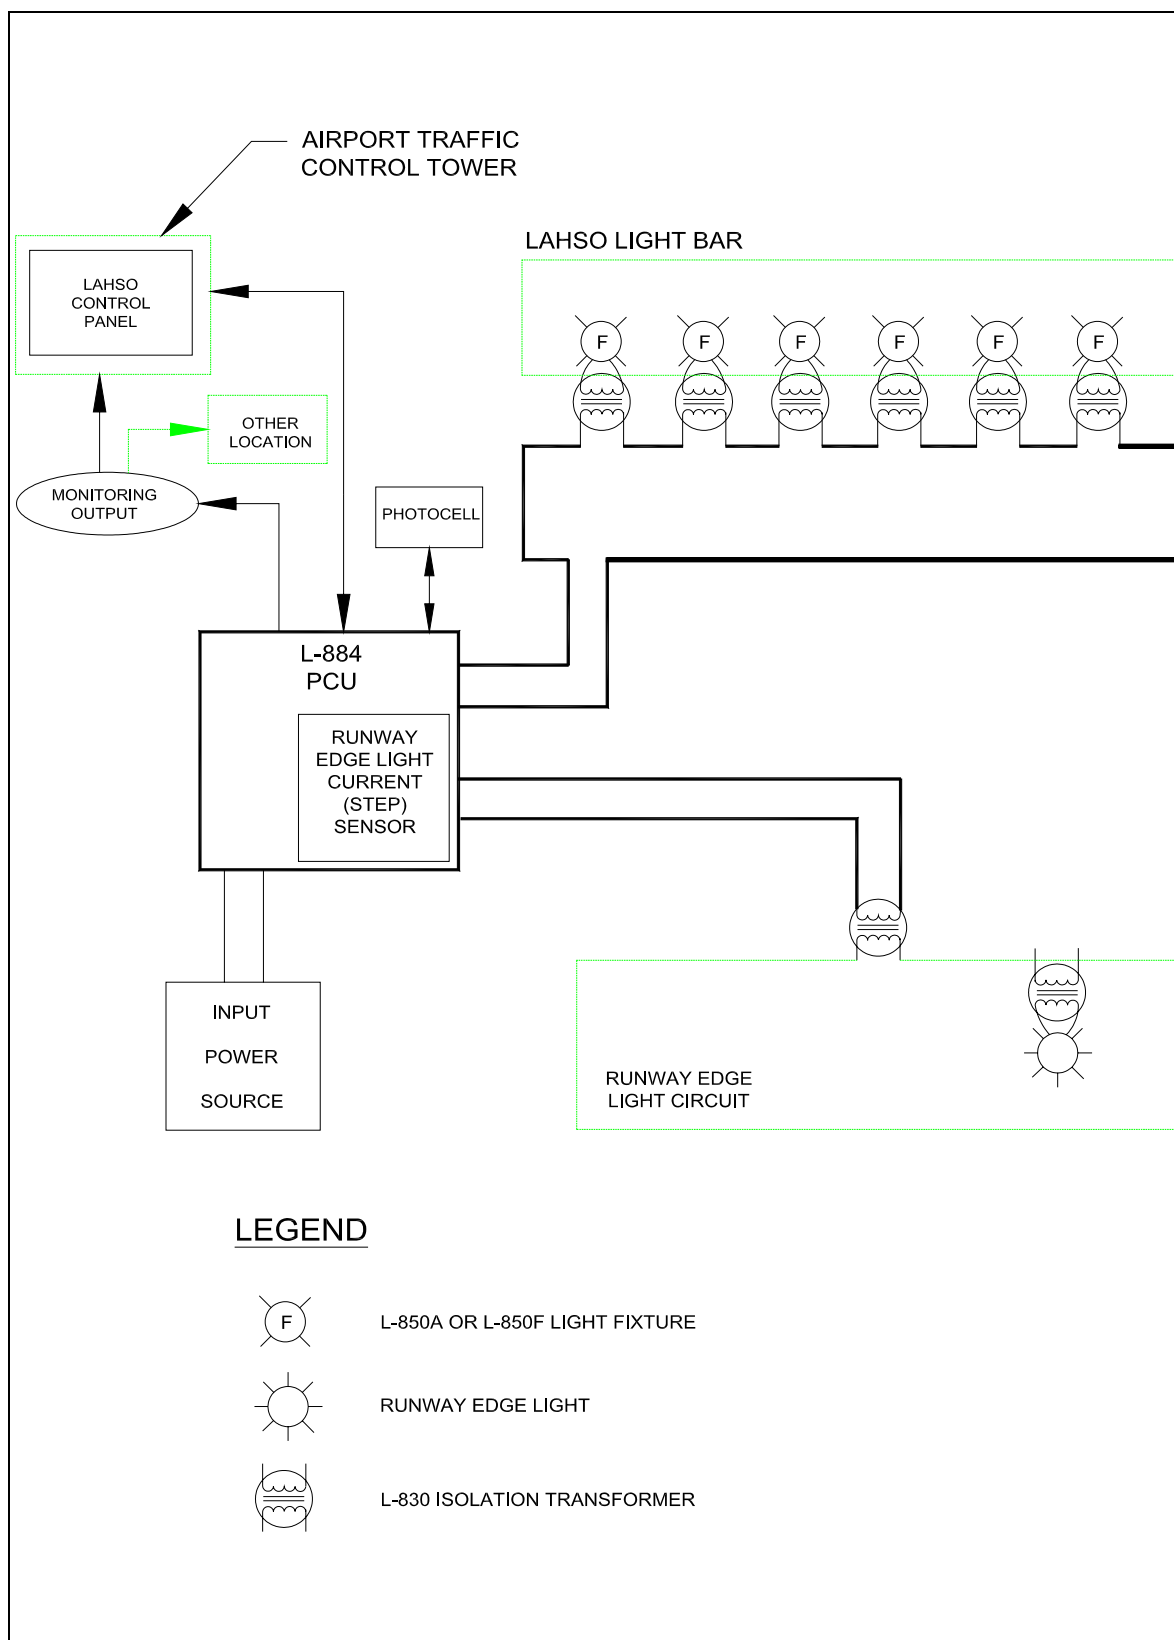 AIRPORT TRAFFIC
CONTROL TOWER
LAHSO LIGHT BAR
LAHSO
CONTROL
PANEL
F
F
F
F
F
F
OTHER
LOCATION
MONITORING
OUTPUT
PHOTOCELL
L-884
PCU
RUNWAY
EDGE LIGHT
CURRENT
(STEP)
SENSOR
INPUT
POWER
SOURCE
RUNWAY EDGE
LIGHT CIRCUIT
LEGEND
F
L-850A OR L-850F LIGHT FIXTURE
RUNWAY EDGE LIGHT
L-830 ISOLATION TRANSFORMER